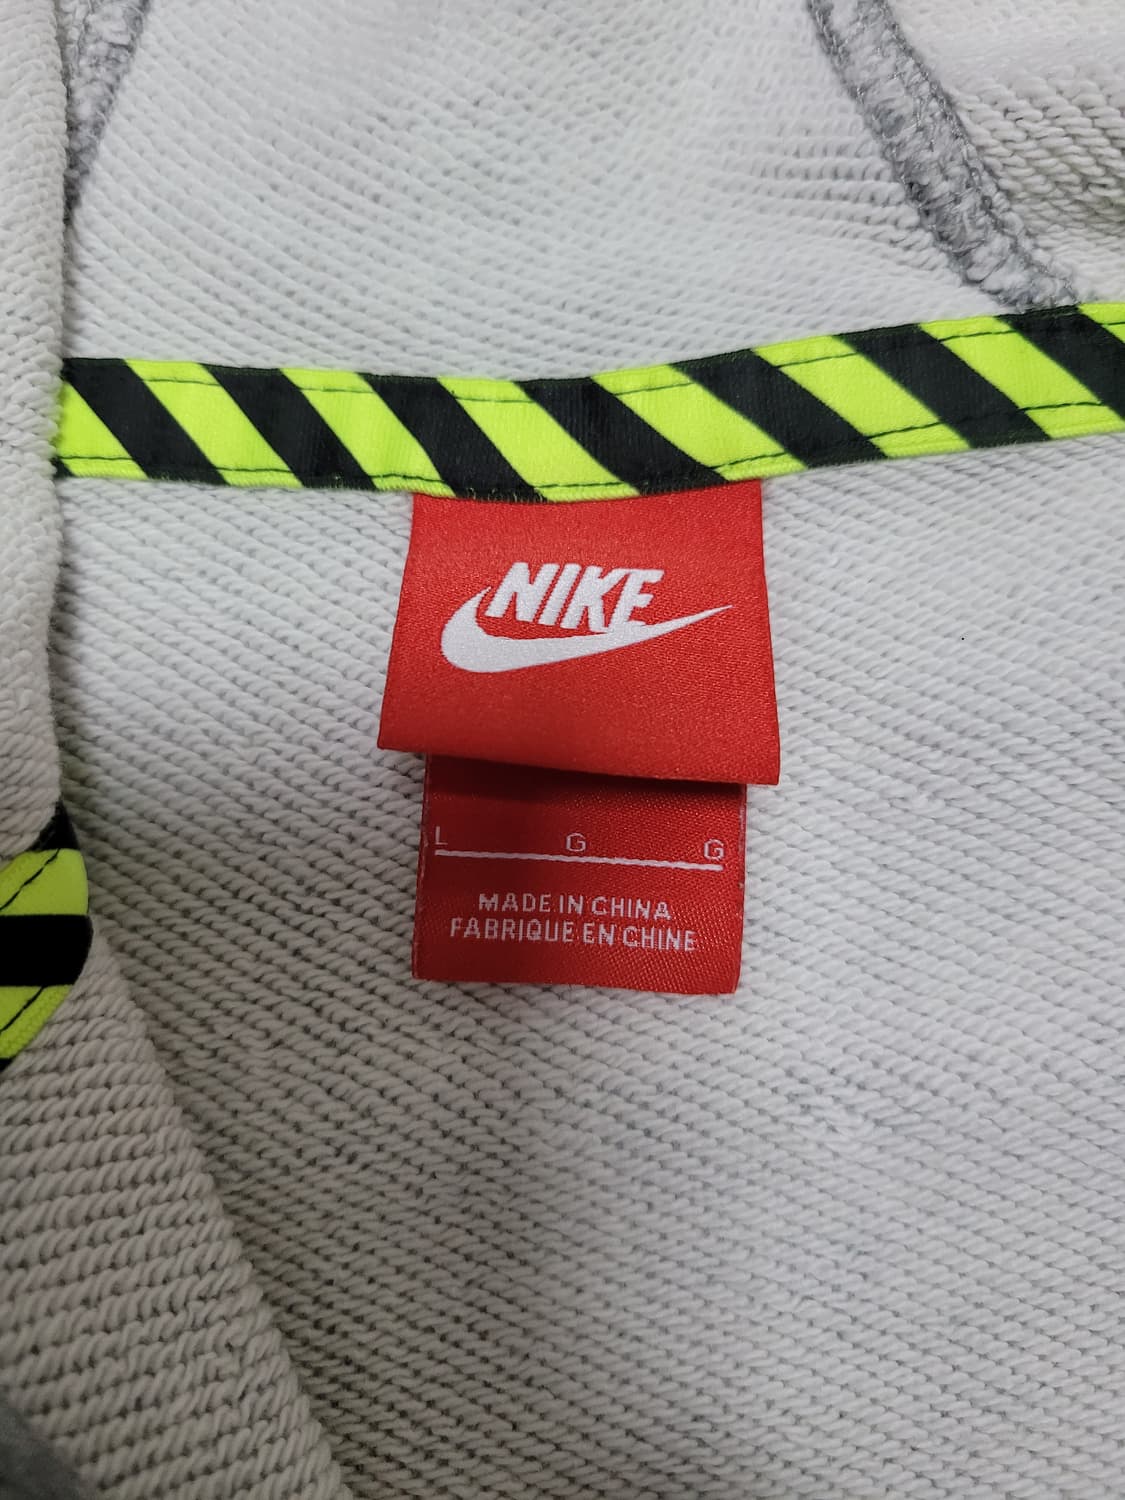 NIKE
L G G
MADE IN CHINA
FABRIQUE EN CHINE